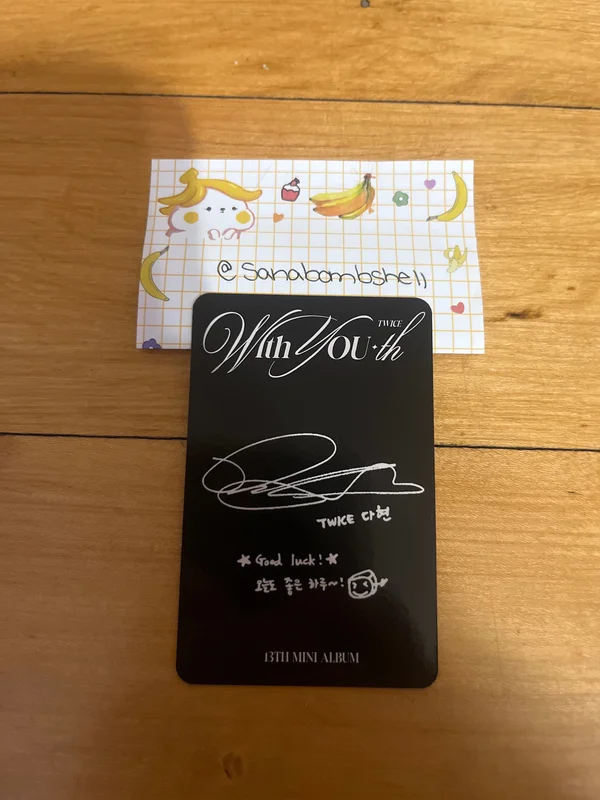 @sanabombshell
TWICE
With YOU-th
TWICE 다현
★ Good luck! ★
오늘도 좋은 하루~!
13TH MINI ALBUM